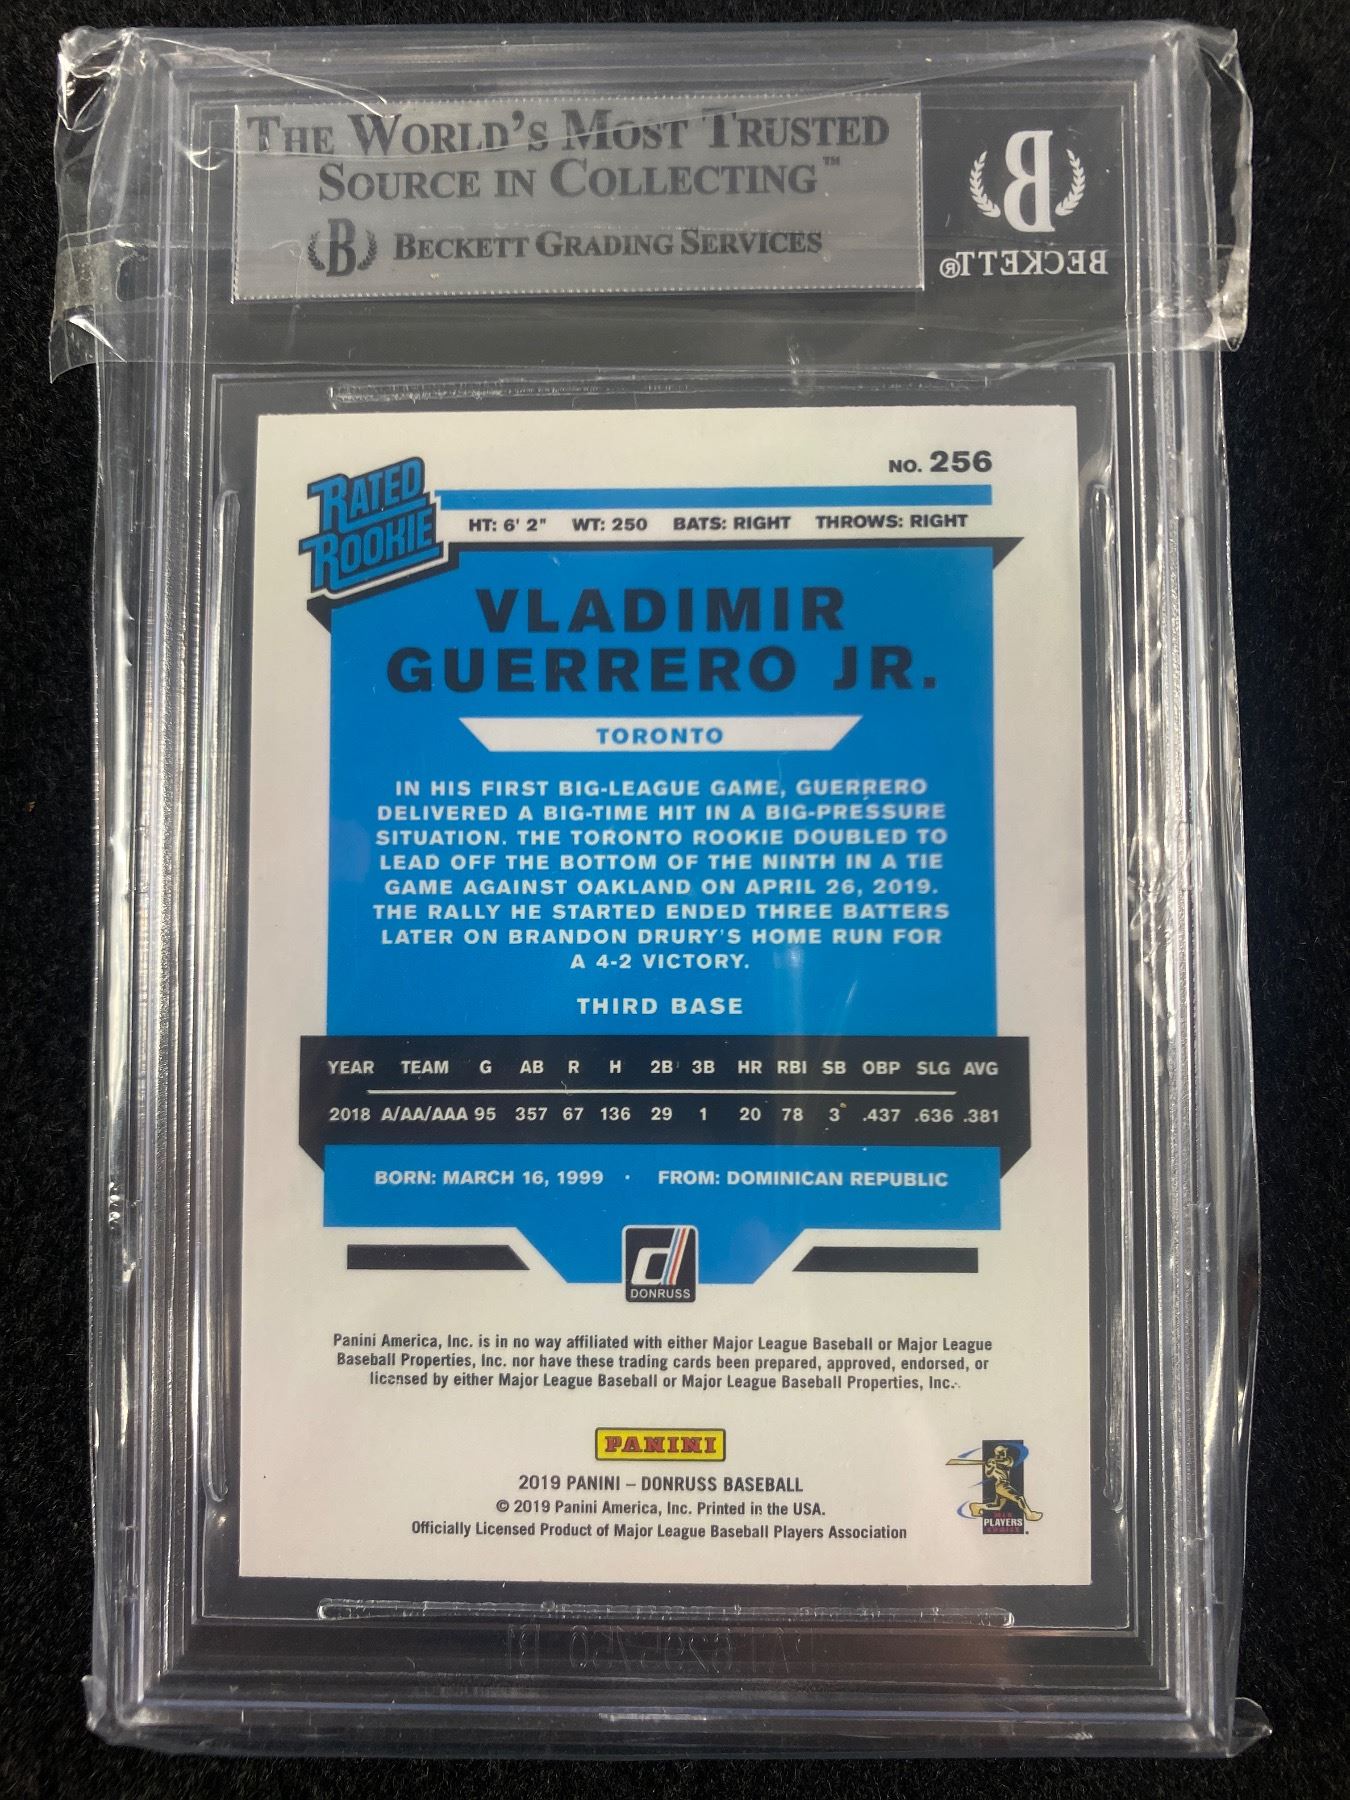 THE WORLD'S MOST TRUSTED
SOURCE IN COLLECTING™
B BECKETT GRADING SERVICES
B
BECKETT®
NO. 256
RATED
ROOKIE
HT: 6' 2" WT: 250 BATS: RIGHT THROWS: RIGHT
VLADIMIR
GUERRERO JR.
TORONTO
IN HIS FIRST BIG-LEAGUE GAME, GUERRERO
DELIVERED A BIG-TIME HIT IN A BIG-PRESSURE
SITUATION. THE TORONTO ROOKIE DOUBLED TO
LEAD OFF THE BOTTOM OF THE NINTH IN A TIE
GAME AGAINST OAKLAND ON APRIL 26, 2019.
THE RALLY HE STARTED ENDED THREE BATTERS
LATER ON BRANDON DRURY'S HOME RUN FOR
A 4-2 VICTORY.
THIRD BASE
YEAR TEAM G AB R H 2B 3B HR RBI SB OBP SLG AVG
2018 A/AA/AAA 95 357 67 136 29 1 20 78 3 .437 .636 .381
BORN: MARCH 16, 1999 · FROM: DOMINICAN REPUBLIC
d
DONRUSS
Panini America, Inc. is in no way affiliated with either Major League Baseball or Major League
Baseball Properties, Inc. nor have these trading cards been prepared, approved, endorsed, or
licensed by either Major League Baseball or Major League Baseball Properties, Inc.
PANINI
2019 PANINI – DONRUSS BASEBALL
© 2019 Panini America, Inc. Printed in the USA.
Officially Licensed Product of Major League Baseball Players Association
PLAYERS